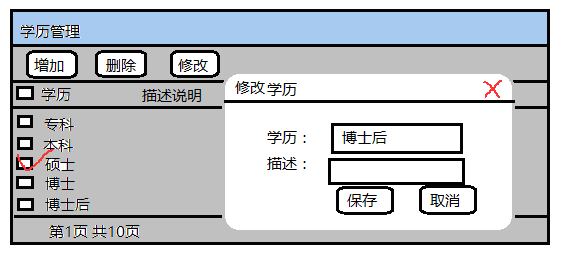 学历管理
增加 删除 修改
学历 描述说明
专科
本科
硕士
博士
博士后
第1页 共10页
修改学历
学历： 博士后
描述：
保存 取消